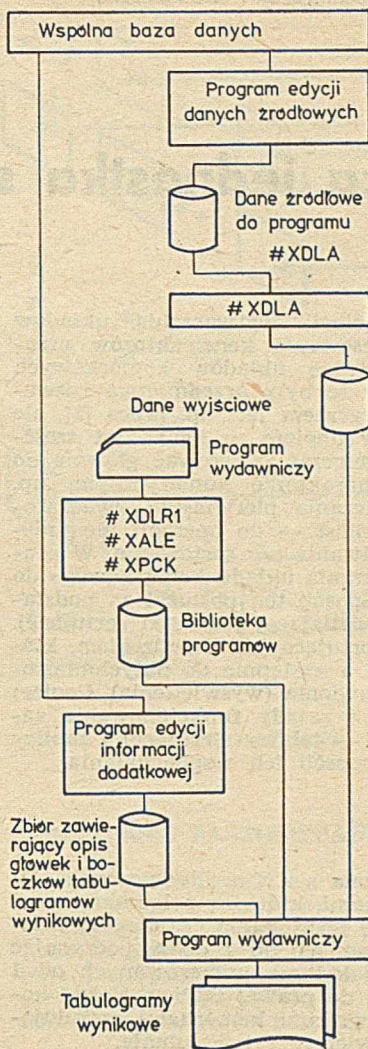 Wspólna baza danych
Program edycji
danych źródłowych
Dane źródłowe
do programu
# XDLA
# XDLA
Dane wyjściowe
Program
wydawniczy
# XDLR1
# XALE
# XPCK
Biblioteka
programów
Program edycji
informacji
dodatkowej
Zbiór zawie-
rający opis
główek i bo-
czków tabu-
logramów
wynikowych
Program wydawniczy
Tabulogramy
wynikowe